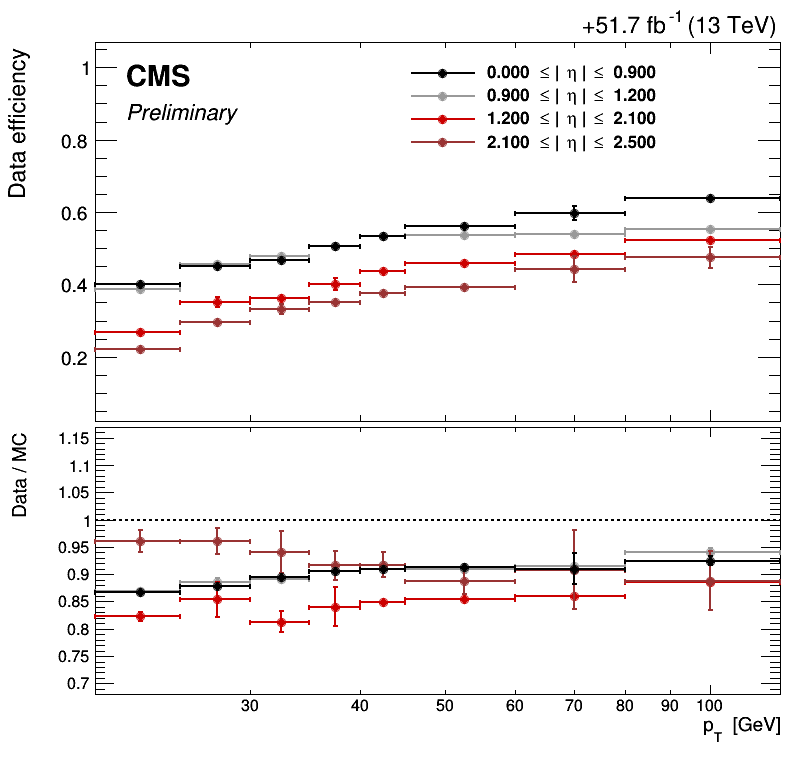 +51.7 fb-1 (13 TeV)
CMS
Preliminary
0.000 ≤| η | ≤ 0.900
0.900 ≤| η | ≤ 1.200
1.200 ≤| η | ≤ 2.100
2.100 ≤| η | ≤ 2.500
Data efficiency
1
0.8
0.6
0.4
0.2
Data / MC
1.15
1.1
1.05
1
0.95
0.9
0.85
0.8
0.75
0.7
30 40 50 60 70 80 90 100
pT [GeV]